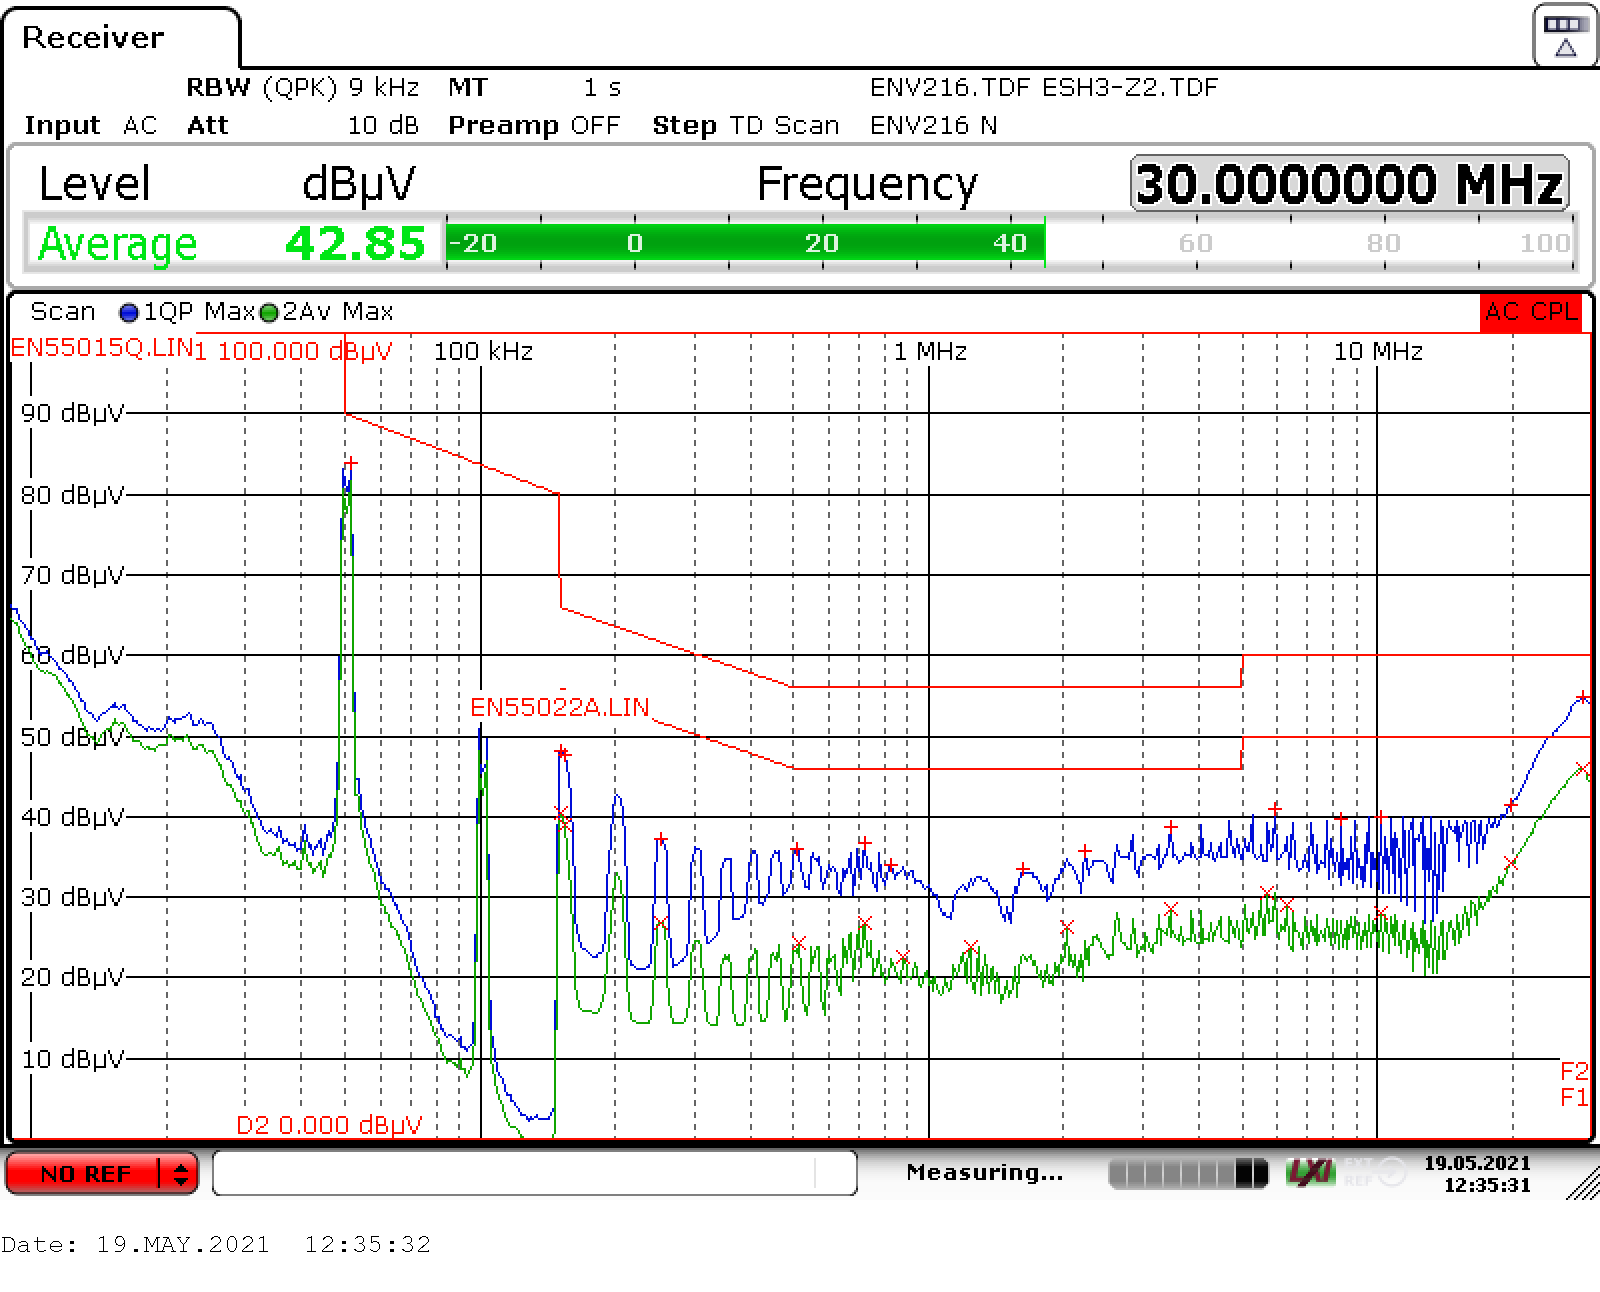 Receiver
RBW (QPK) 9 kHz MT 1 s ENV216.TDF ESH3-Z2.TDF
Input AC Att 10 dB Preamp OFF Step TD Scan ENV216 N
Level dBµV Frequency 30.0000000 MHz
Average 42.85 -20 0 20 40 60 80 100
Scan 1QP Max 2Av Max AC CPL
EN55015Q.LIN 1 100.000 dBµV 100 kHz 1 MHz 10 MHz
90 dBµV
80 dBµV
70 dBµV
60 dBµV
EN55022A.LIN
50 dBµV
40 dBµV
30 dBµV
20 dBµV
10 dBµV
F2
F1
D2 0.000 dBµV
NO REF Measuring... LXI EXT REF 19.05.2021
12:35:31
Date: 19.MAY.2021 12:35:32